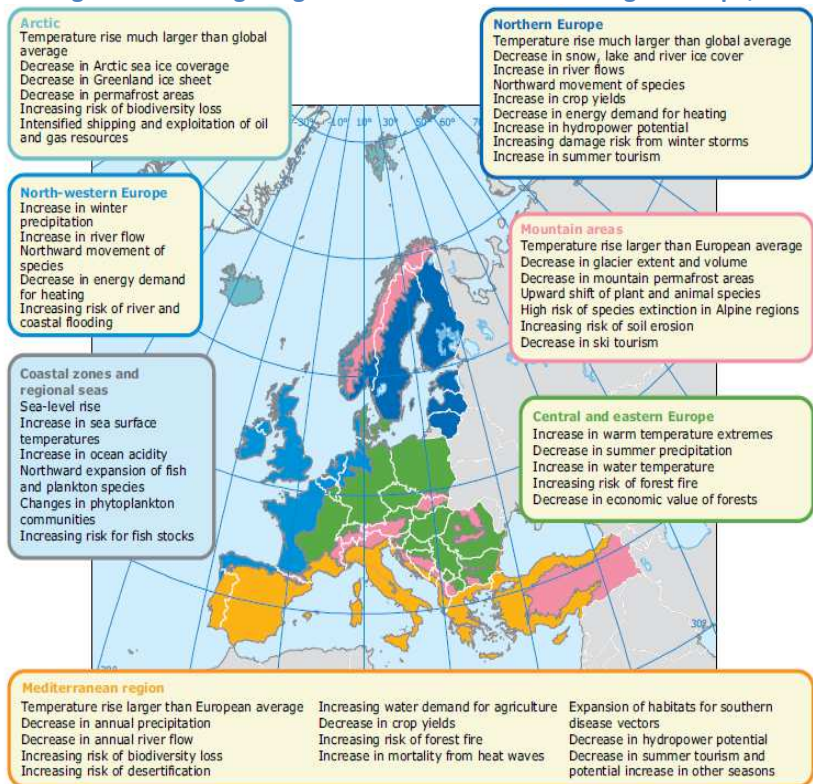 Arctic
Temperature rise much larger than global
average
Decrease in Arctic sea ice coverage
Decrease in Greenland ice sheet
Decrease in permafrost areas
Increasing risk of biodiversity loss
Intensified shipping and exploitation of oil
and gas resources
Northern Europe
Temperature rise much larger than global average
Decrease in snow, lake and river ice cover
Increase in river flows
Northward movement of species
Increase in crop yields
Decrease in energy demand for heating
Increase in hydropower potential
Increasing damage risk from winter storms
Increase in summer tourism
North-western Europe
Increase in winter
precipitation
Increase in river flow
Northward movement of
species
Decrease in energy demand
for heating
Increasing risk of river and
coastal flooding
Mountain areas
Temperature rise larger than European average
Decrease in glacier extent and volume
Decrease in mountain permafrost areas
Upward shift of plant and animal species
High risk of species extinction in Alpine regions
Increasing risk of soil erosion
Decrease in ski tourism
Coastal zones and
regional seas
Sea-level rise
Increase in sea surface
temperatures
Increase in ocean acidity
Northward expansion of fish
and plankton species
Changes in phytoplankton
communities
Increasing risk for fish stocks
Central and eastern Europe
Increase in warm temperature extremes
Decrease in summer precipitation
Increase in water temperature
Increasing risk of forest fire
Decrease in economic value of forests
Mediterranean region
Temperature rise larger than European average
Decrease in annual precipitation
Decrease in annual river flow
Increasing risk of biodiversity loss
Increasing risk of desertification
Increasing water demand for agriculture
Decrease in crop yields
Increasing risk of forest fire
Increase in mortality from heat waves
Expansion of habitats for southern
disease vectors
Decrease in hydropower potential
Decrease in summer tourism and
potential increase in other seasons